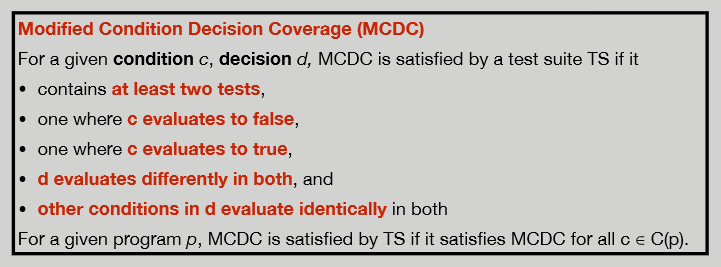 Modified Condition Decision Coverage (MCDC)
For a given condition c, decision d, MCDC is satisfied by a test suite TS if it
• contains at least two tests,
• one where c evaluates to false,
• one where c evaluates to true,
• d evaluates differently in both, and
• other conditions in d evaluate identically in both
For a given program p, MCDC is satisfied by TS if it satisfies MCDC for all c ∈ C(p).